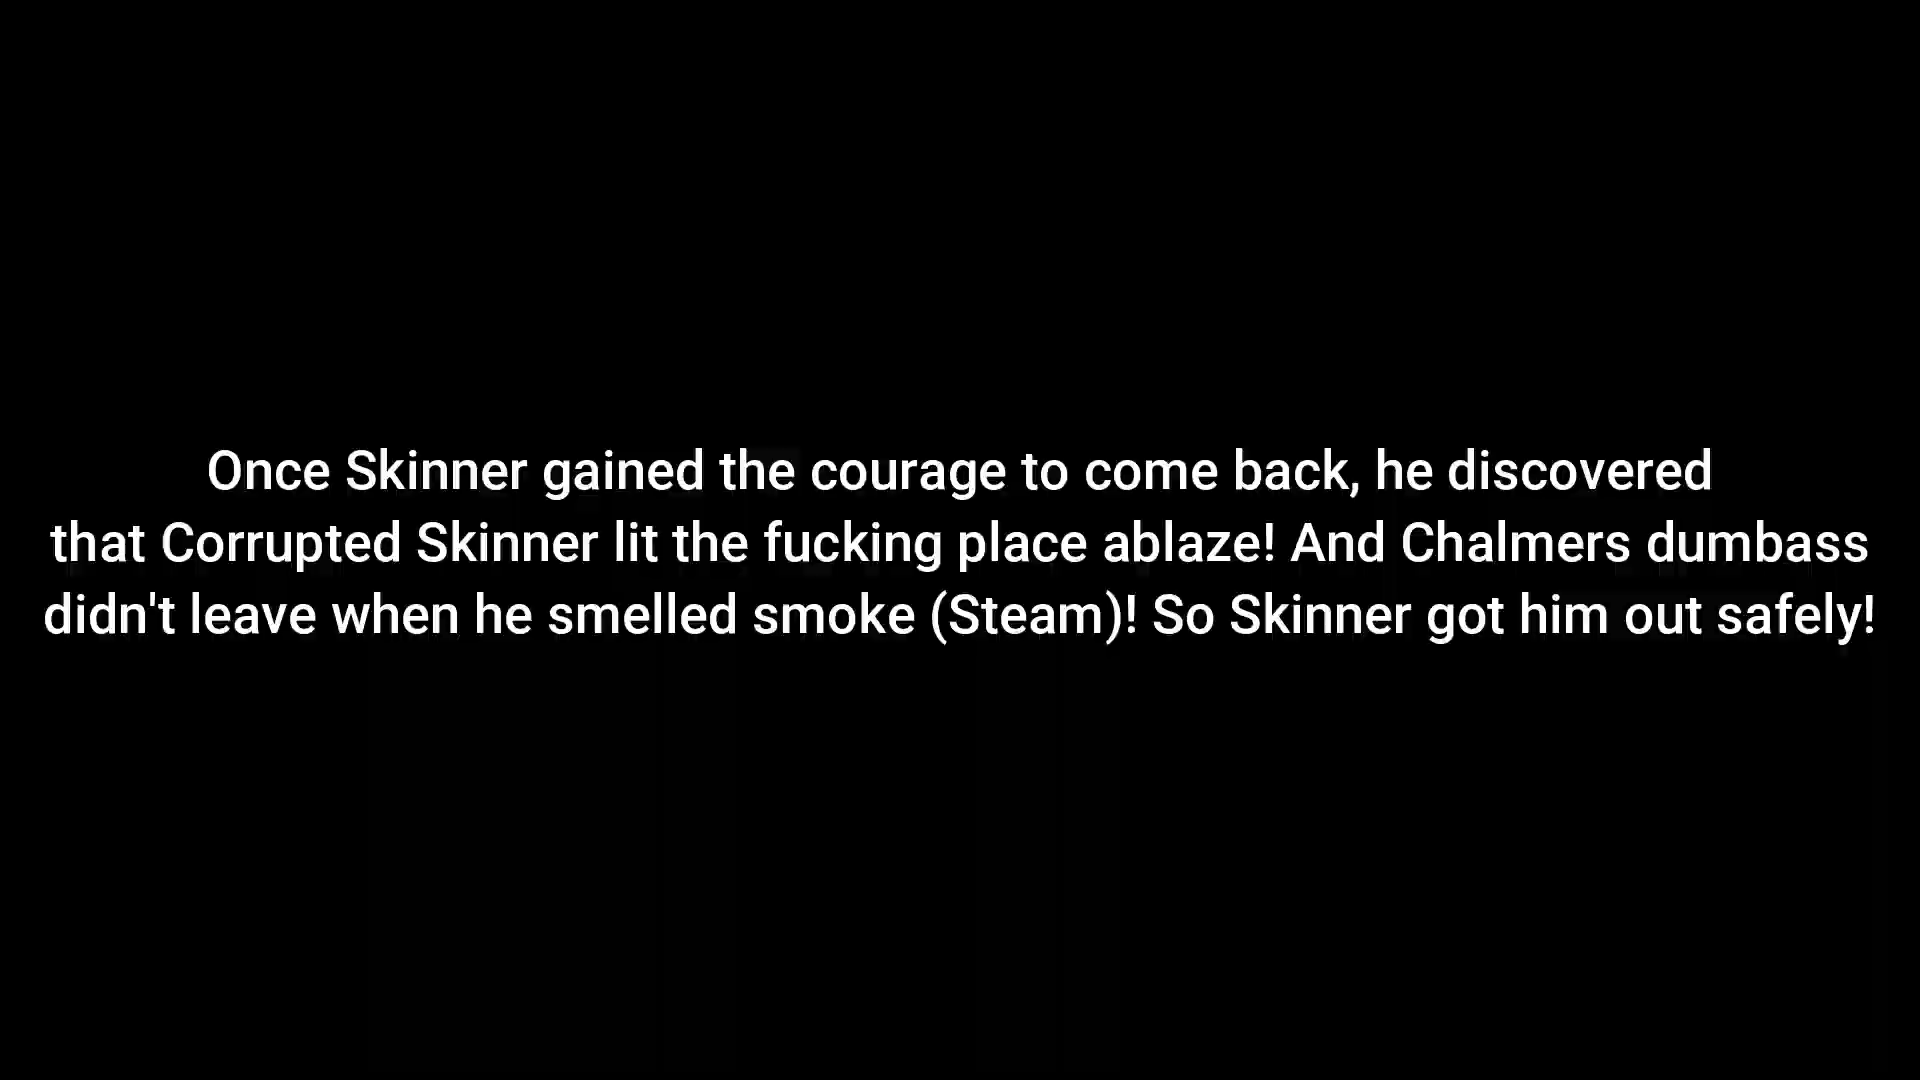 Once Skinner gained the courage to come back, he discovered
that Corrupted Skinner lit the fucking place ablaze! And Chalmers dumbass
didn't leave when he smelled smoke (Steam)! So Skinner got him out safely!